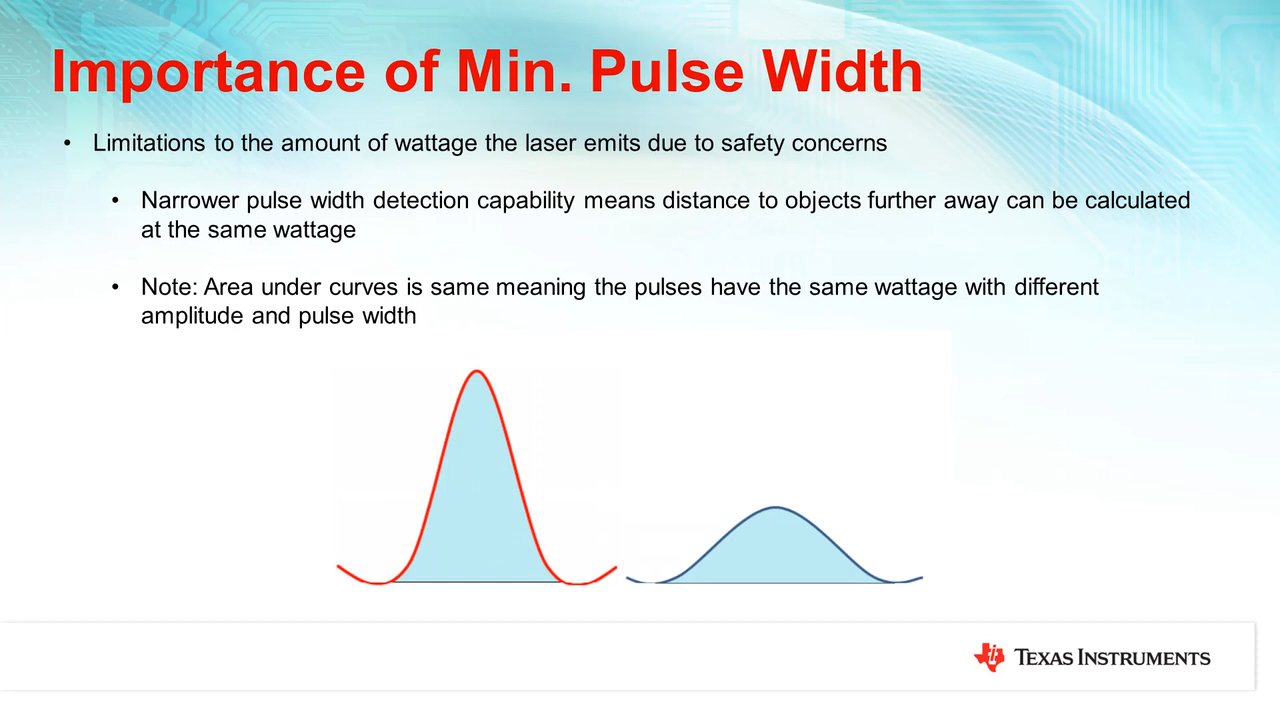 Importance of Min. Pulse Width
• Limitations to the amount of wattage the laser emits due to safety concerns
• Narrower pulse width detection capability means distance to objects further away can be calculated
at the same wattage
• Note: Area under curves is same meaning the pulses have the same wattage with different
amplitude and pulse width
TEXAS INSTRUMENTS